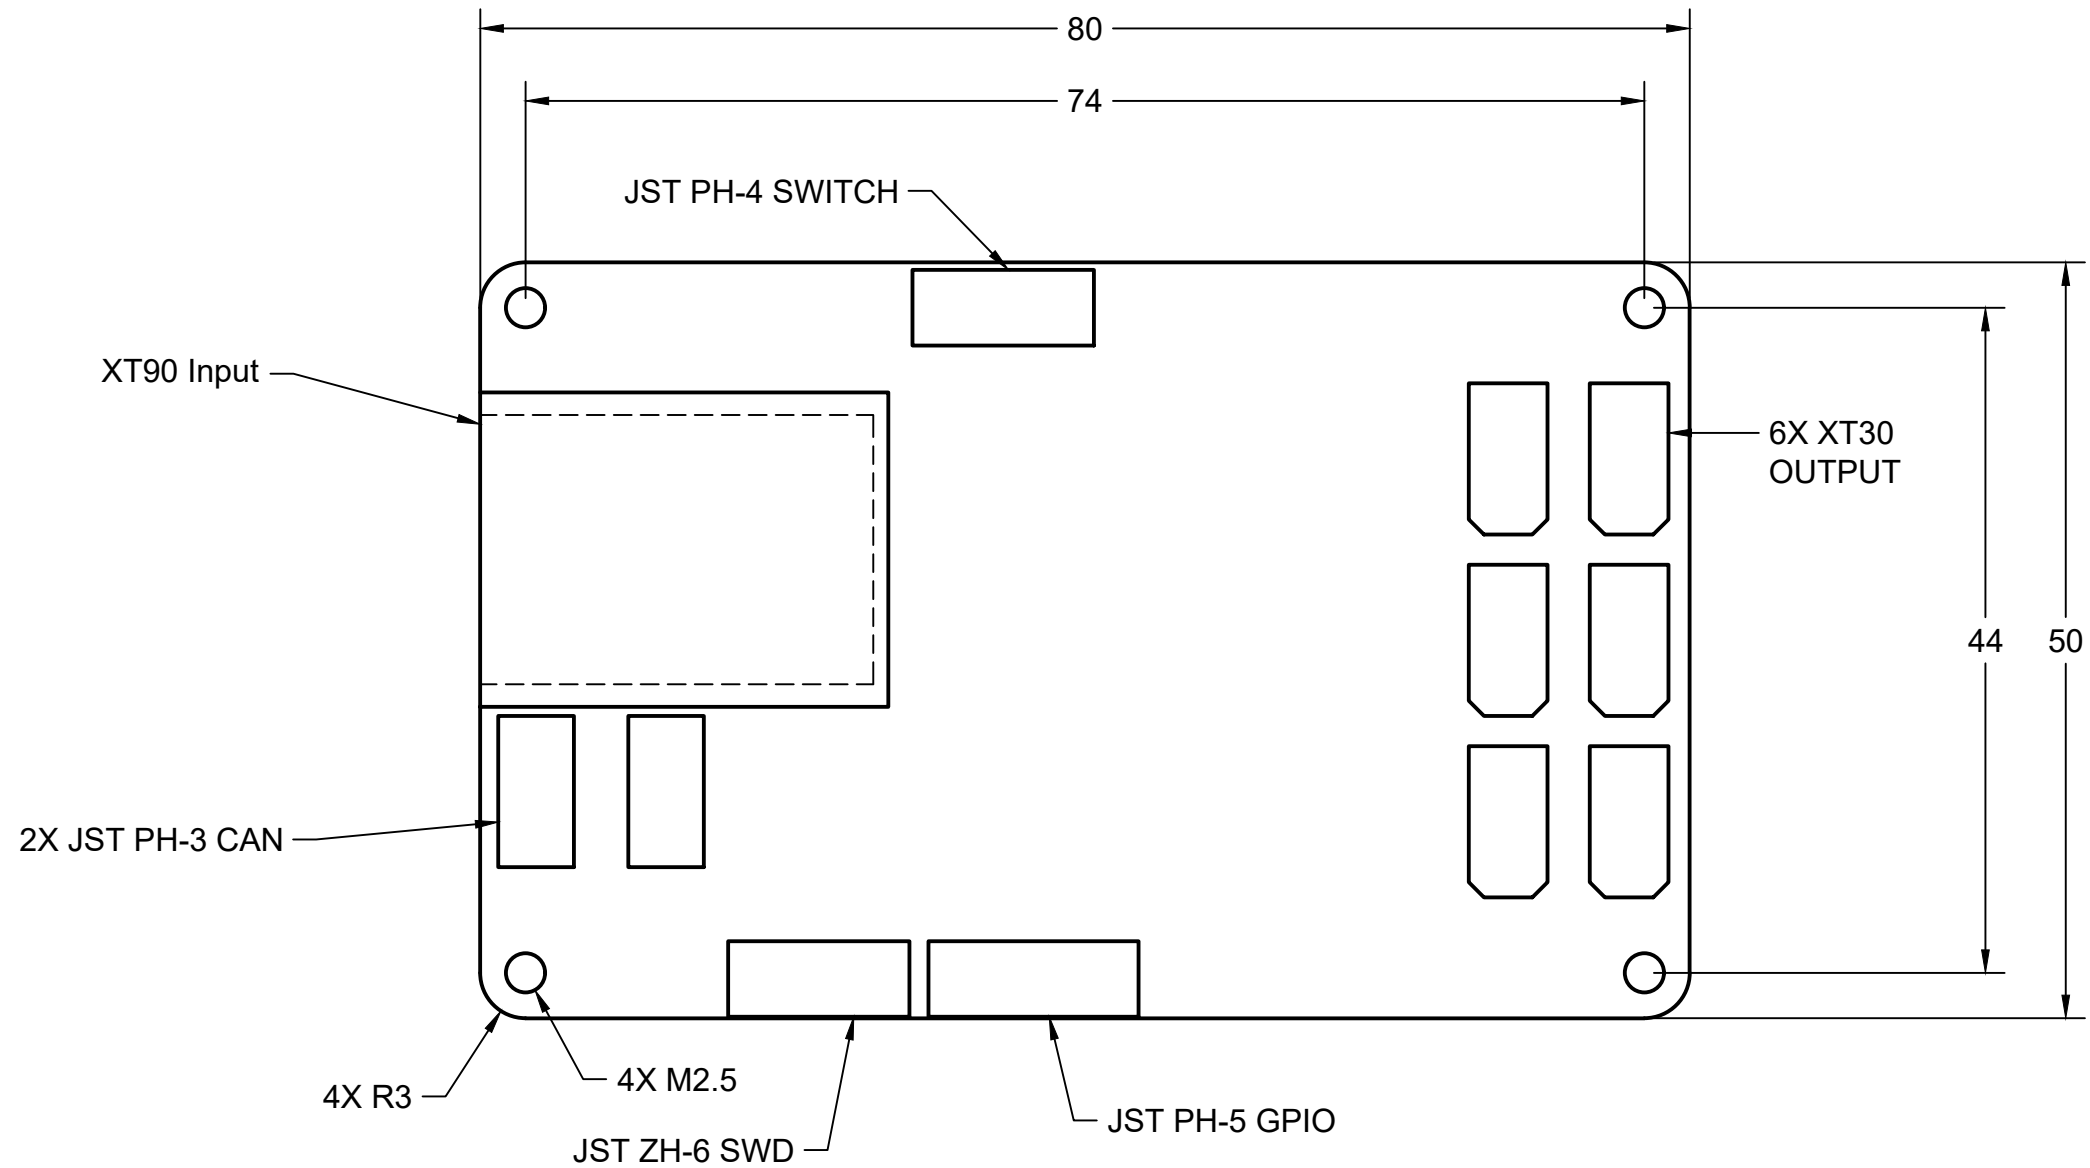 80
74
JST PH-4 SWITCH
XT90 Input
6X XT30
OUTPUT
44
50
2X JST PH-3 CAN
4X M2.5
4X R3
JST PH-5 GPIO
JST ZH-6 SWD